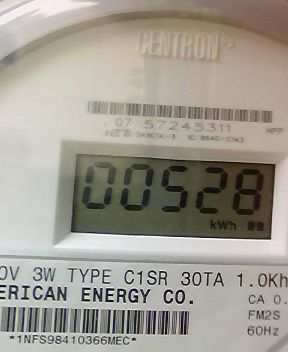 CENTRON
07 57245311
00528
kWh
0V 3W TYPE C1SR 30TA 1.0Kh
ERICAN ENERGY CO.
CA 0.
FM2S
60Hz
*1NFS98410366MEC*